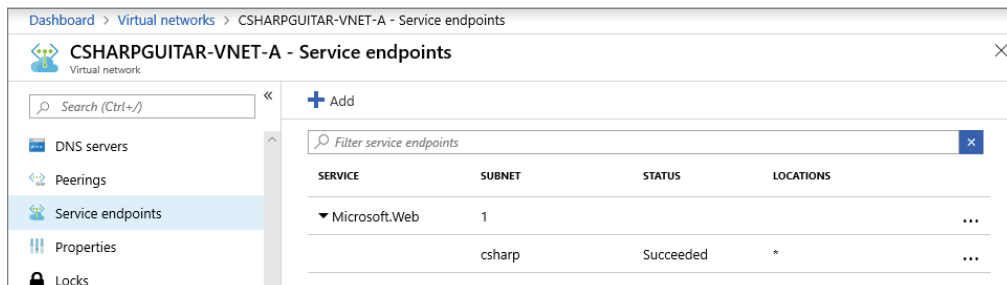 Dashboard > Virtual networks > CSHARPGUITAR-VNET-A - Service endpoints
CSHARPGUITAR-VNET-A - Service endpoints
Virtual network
Search (Ctrl+/)
DNS servers
Peerings
Service endpoints
Properties
Locks
Add
Filter service endpoints
SERVICE SUBNET STATUS LOCATIONS
Microsoft.Web 1 ...
csharp Succeeded * ...